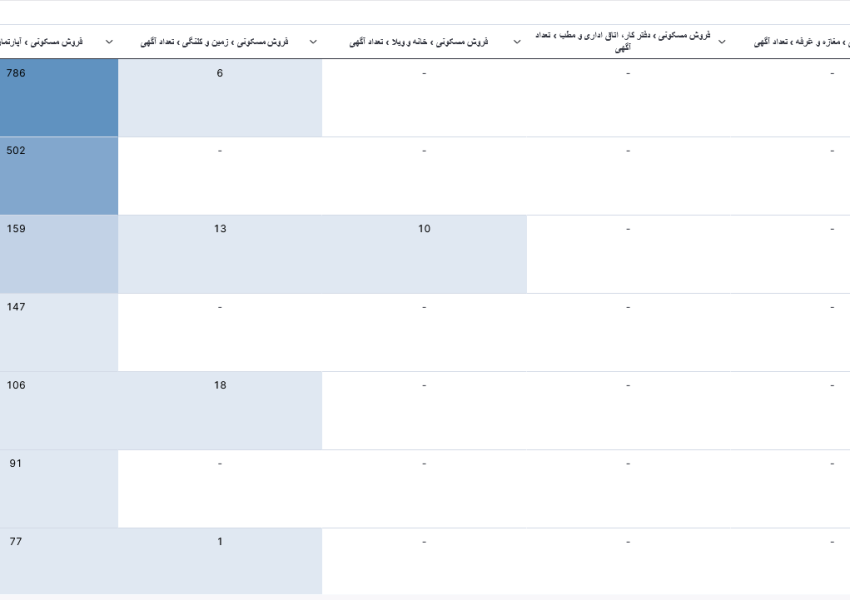 فروش مسکونی › آپارتمان
فروش مسکونی › زمین و کلنگی › تعداد آگهی
فروش مسکونی › خانه و ویلا › تعداد آگهی
فروش مسکونی › دفتر کار، اتاق اداری و مطب › تعداد
آگهی
› مغازه و غرفه › تعداد آگهی
786 6 - - -
502 - - - -
159 13 10 - -
147 - - - -
106 18 - - -
91 - - - -
77 1 - - -